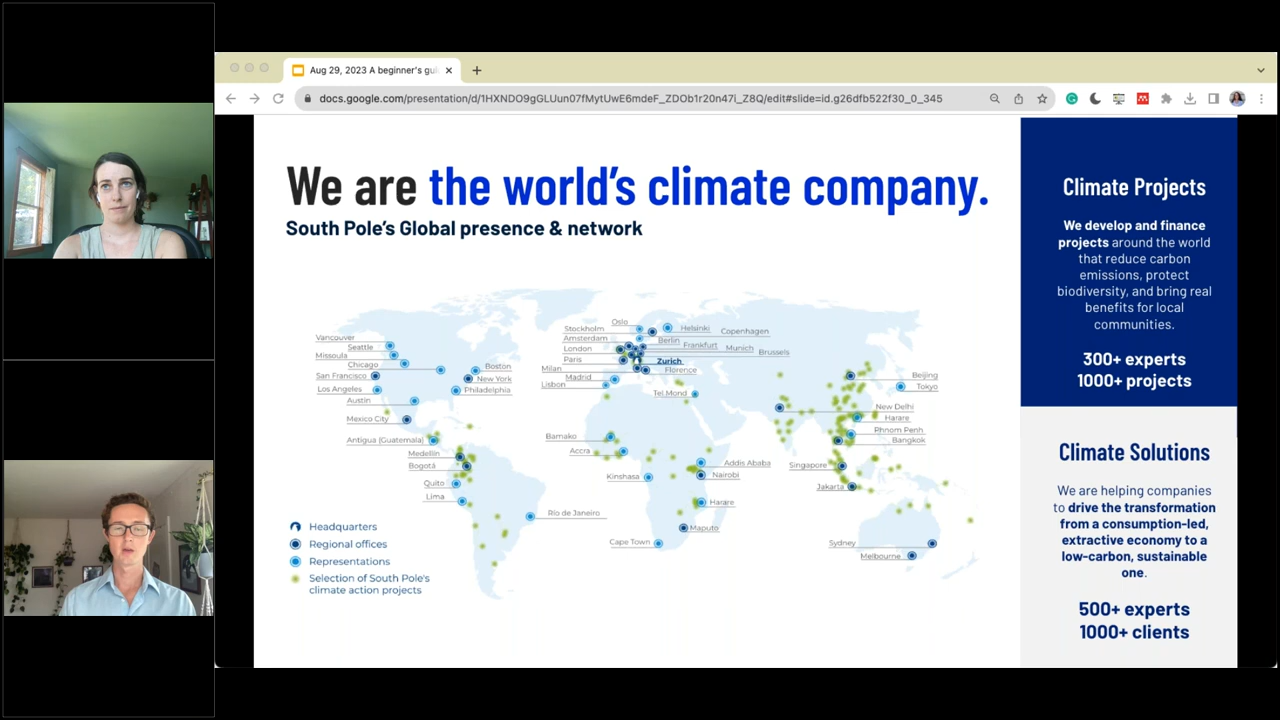 Aug 29, 2023 A beginner's gui
docs.google.com/presentation/d/1HXNDO9gGLUun07fMytUwE6mdeF_ZDOb1r20n47i_Z8Q/edit#slide=id.g26dfb522f30_0_345
We are the world's climate company.
South Pole's Global presence & network
Vancouver
Seattle
Missoula
Chicago
San Francisco
Los Angeles
Austin
Mexico City
Antigua (Guatemala)
Medellín
Bogotá
Quito
Lima
Boston
New York
Philadelphia
Rio de Janeiro
Oslo
Stockholm
Amsterdam
London
Paris
Milan
Madrid
Lisbon
Helsinki
Copenhagen
Berlin
Frankfurt
Munich
Brussels
Zurich
Florence
Tel Mond
Bamako
Accra
Kinshasa
Addis Ababa
Nairobi
Harare
Maputo
Cape Town
Beijing
Tokyo
New Delhi
Harare
Phnom Penh
Bangkok
Singapore
Jakarta
Sydney
Melbourne
Headquarters
Regional offices
Representations
Selection of South Pole's
climate action projects
Climate Projects
We develop and finance
projects around the world
that reduce carbon
emissions, protect
biodiversity, and bring real
benefits for local
communities.
300+ experts
1000+ projects
Climate Solutions
We are helping companies
to drive the transformation
from a consumption-led,
extractive economy to a
low-carbon, sustainable
one.
500+ experts
1000+ clients